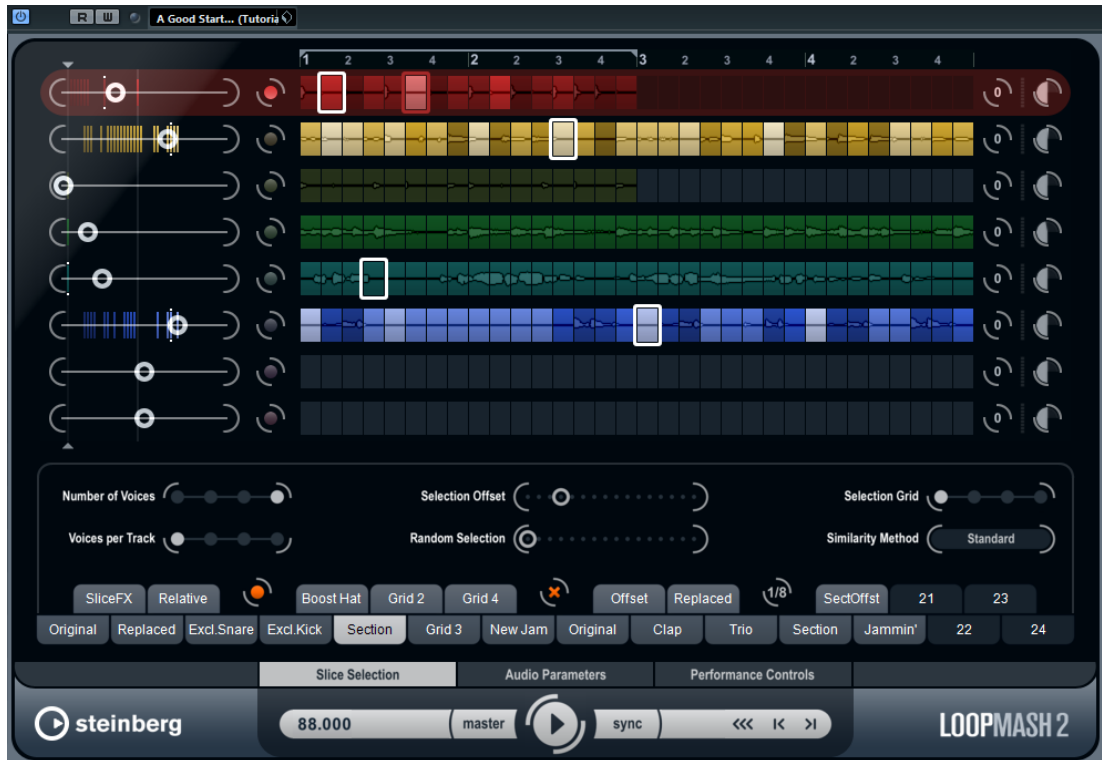 R W A Good Start... (Tutoria
1 2 3 4 2 2 3 4 3 2 3 4 4 2 3 4
0
0
0
0
0
0
0
0
Number of Voices Selection Offset Selection Grid
Voices per Track Random Selection Similarity Method Standard
SliceFX Relative Boost Hat Grid 2 Grid 4 Offset Replaced 1/8 SectOffst 21 23
Original Replaced Excl.Snare Excl.Kick Section Grid 3 New Jam Original Clap Trio Section Jammin' 22 24
Slice Selection Audio Parameters Performance Controls
steinberg 88.000 master sync LOOPMASH 2